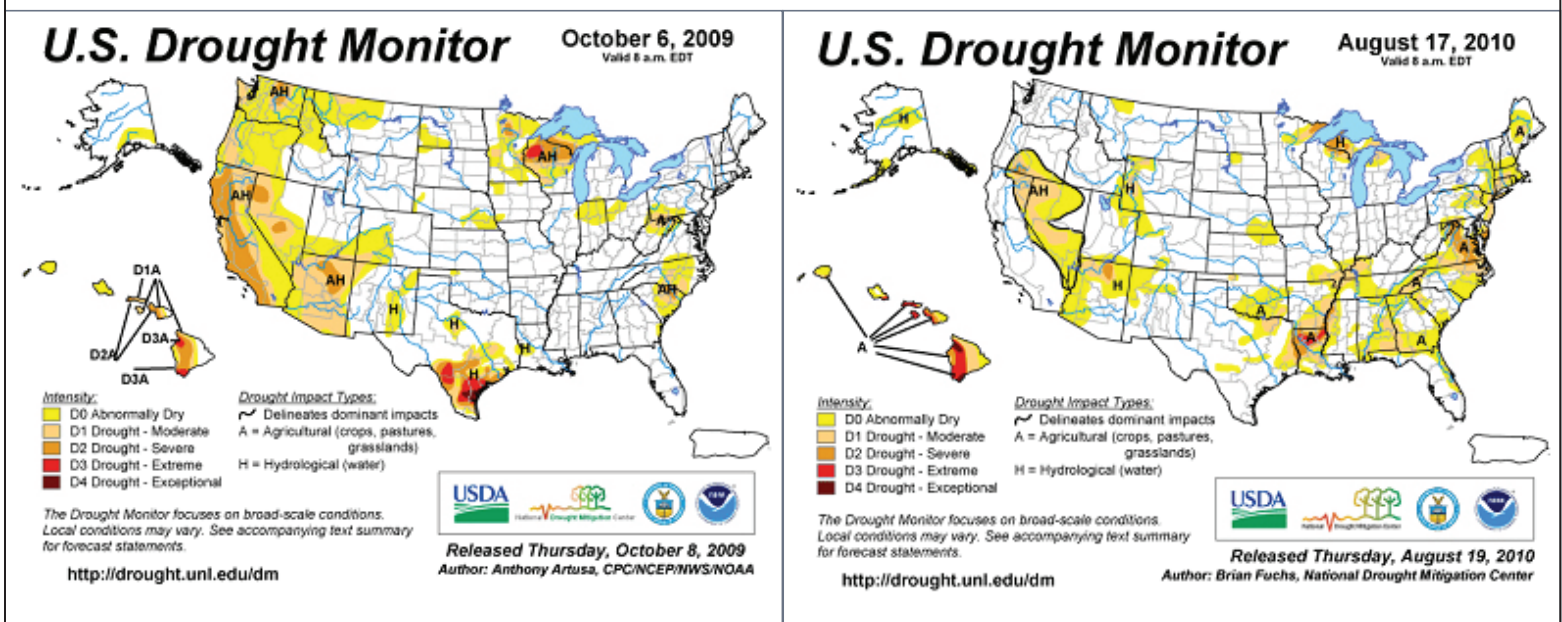 U.S. Drought Monitor
October 6, 2009
Valid 8 a.m. EDT
AH
AH
AH
AH
A
AH
H
H
H
H
D1A
D3A
D2A
D3A
Intensity:
D0 Abnormally Dry
D1 Drought - Moderate
D2 Drought - Severe
D3 Drought - Extreme
D4 Drought - Exceptional
Drought Impact Types:
Delineates dominant impacts
A = Agricultural (crops, pastures,
grasslands)
H = Hydrological (water)
USDA
National Drought Mitigation Center
The Drought Monitor focuses on broad-scale conditions.
Local conditions may vary. See accompanying text summary
for forecast statements.
http://drought.unl.edu/dm
Released Thursday, October 8, 2009
Author: Anthony Artusa, CPC/NCEP/NWS/NOAA
U.S. Drought Monitor
August 17, 2010
Valid 8 a.m. EDT
H
H
A
AH
H
A
H
A
A
A
A
A
Intensity:
D0 Abnormally Dry
D1 Drought - Moderate
D2 Drought - Severe
D3 Drought - Extreme
D4 Drought - Exceptional
Drought Impact Types:
Delineates dominant impacts
A = Agricultural (crops, pastures,
grasslands)
H = Hydrological (water)
USDA
National Drought Mitigation Center
The Drought Monitor focuses on broad-scale conditions.
Local conditions may vary. See accompanying text summary
for forecast statements.
http://drought.unl.edu/dm
Released Thursday, August 19, 2010
Author: Brian Fuchs, National Drought Mitigation Center